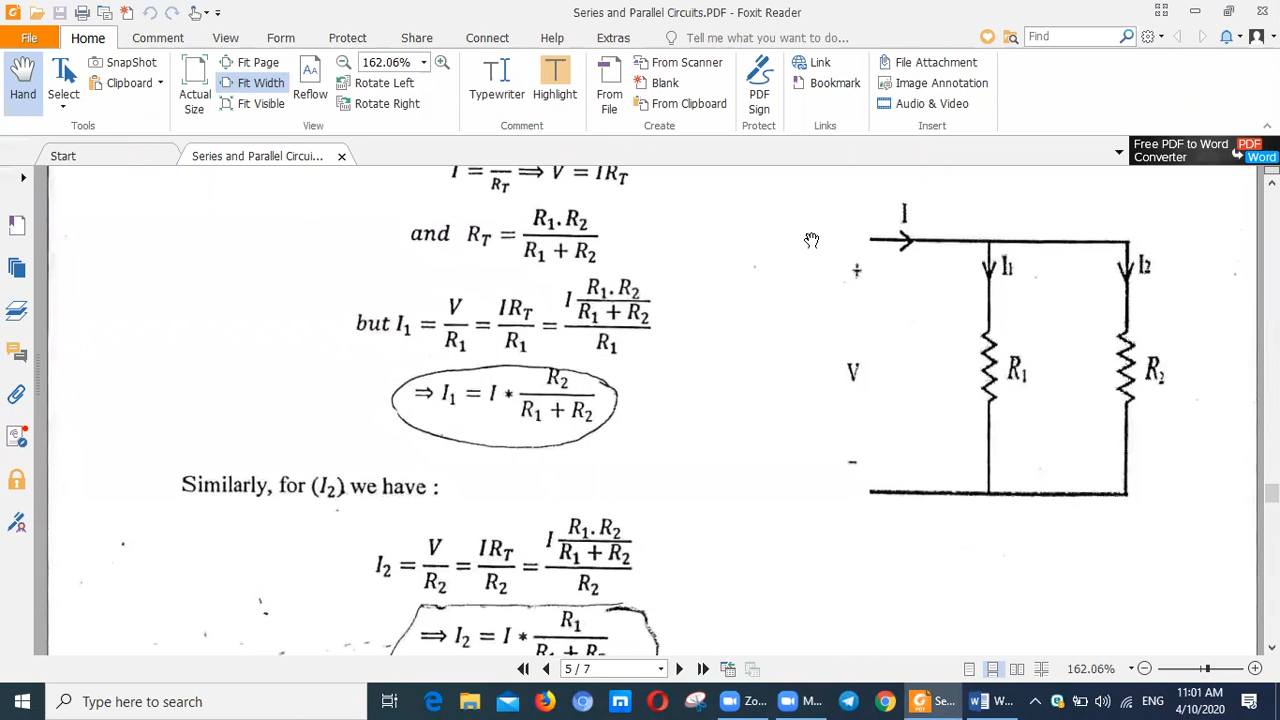 Series and Parallel Circuits.PDF - Foxit Reader
File Home Comment View Form Protect Share Connect Help Extras Tell me what you want to do... Find
Hand
Select
SnapShot
Clipboard
Tools
Actual
Size
Fit Page
Fit Width
Fit Visible
Reflow
162.06%
Rotate Left
Rotate Right
View
Typewriter
Highlight
Comment
From
File
From Scanner
Blank
From Clipboard
Create
PDF
Sign
Protect
Link
Bookmark
Links
File Attachment
Image Annotation
Audio & Video
Insert
Start
Series and Parallel Circui...
Free PDF to Word PDF
Converter Word
I = — / R_T ⟹ V = IR_T
and R_T = R_1 . R_2 / R_1 + R_2
but I_1 = V / R_1 = IR_T / R_1 = I R_1 . R_2 / R_1 + R_2 / R_1
⇒ I_1 = I * R_2 / R_1 + R_2
Similarly, for (I_2) we have :
I_2 = V / R_2 = IR_T / R_2 = I R_1 . R_2 / R_1 + R_2 / R_2
⟹ I_2 = I * R_1 / R_1 + R_2
I
+ I1 I2
V R1 R2
-
5 / 7
162.06%
Type here to search
Zo... M... Se... W...
ENG
11:01 AM
4/10/2020